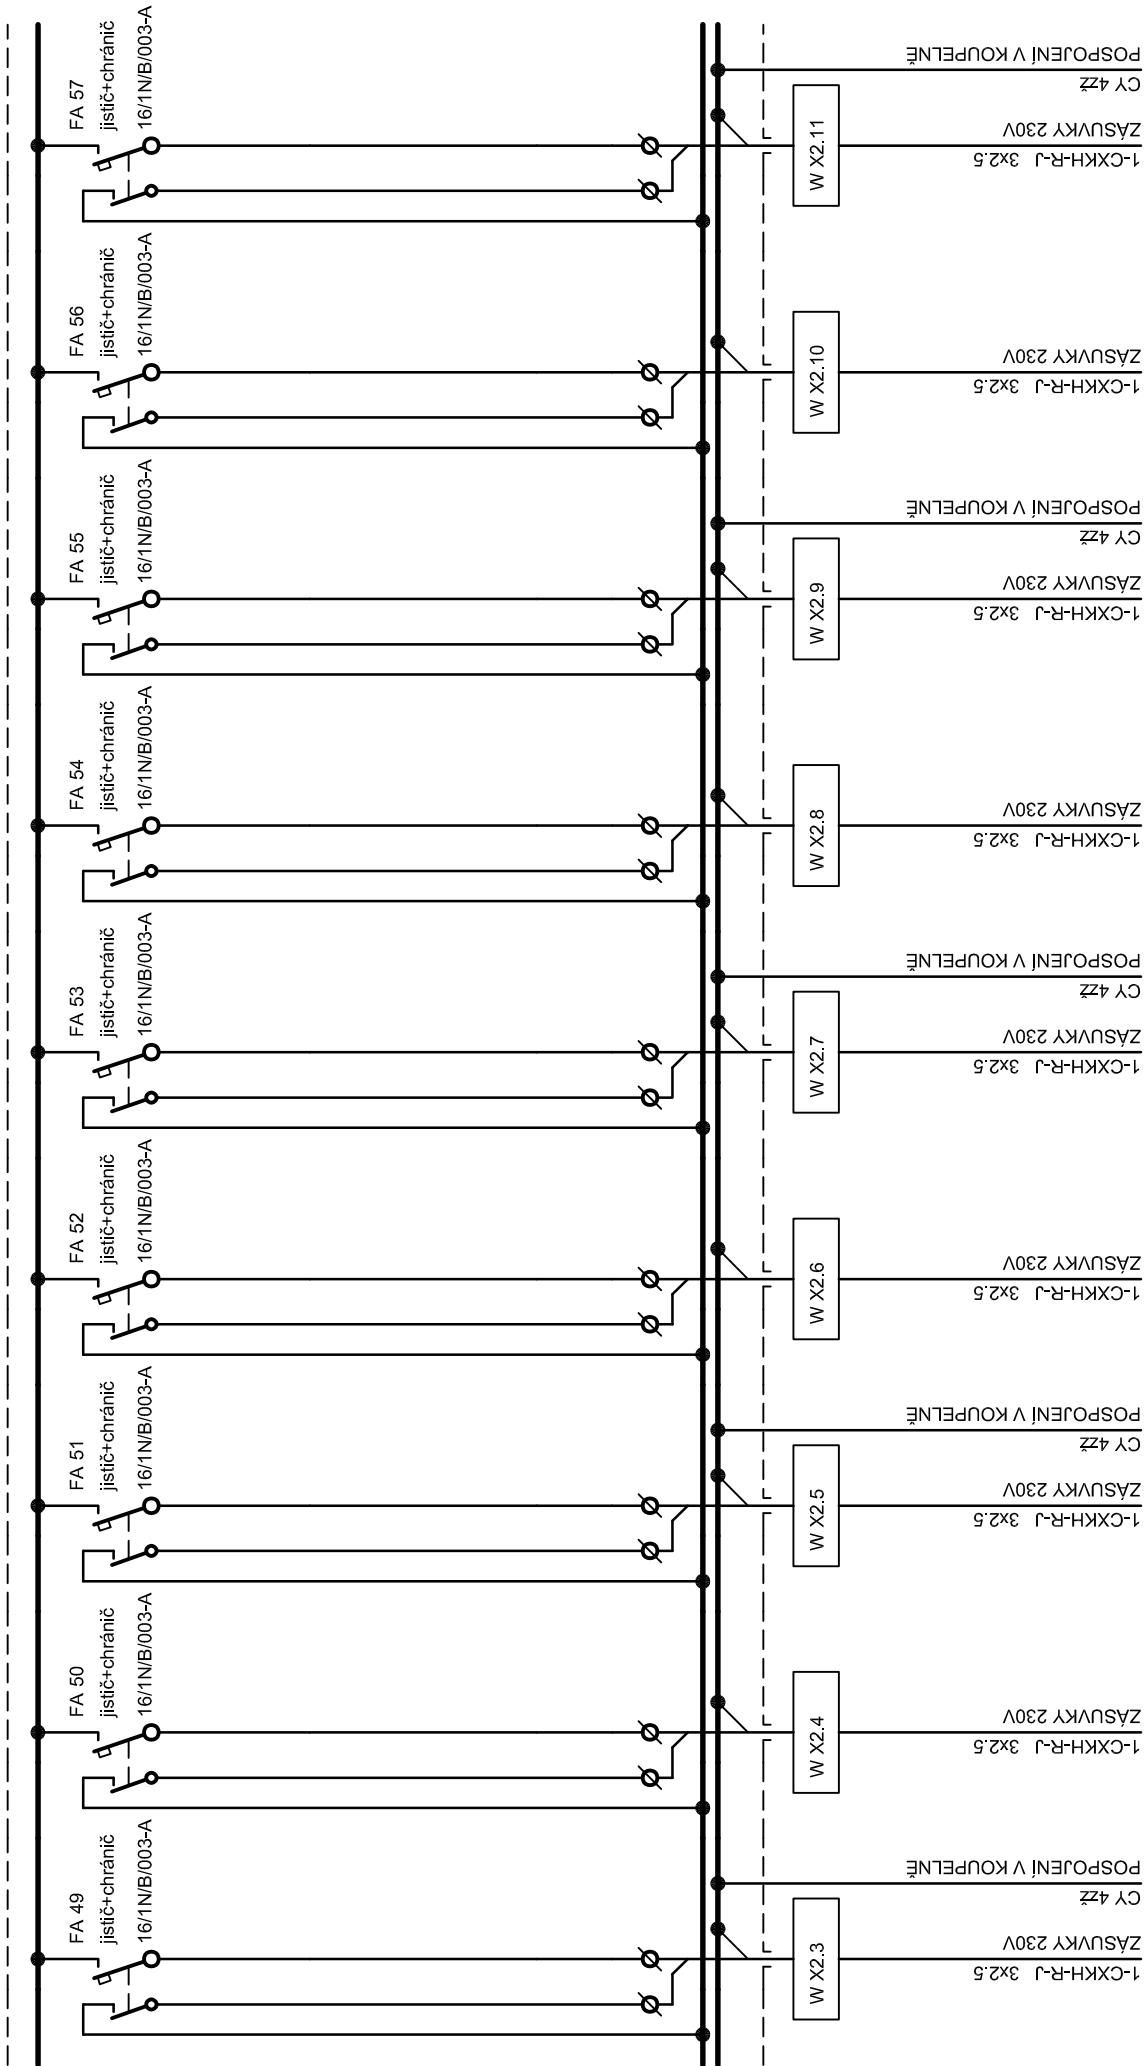 FA 57
jistič+chránič
16/1N/B/003-A
W X2.11
POSPOJENÍ V KOUPELNĚ
CY 4zž
ZÁSUVKY 230V
1-CXKH-R-J 3x2.5
FA 56
jistič+chránič
16/1N/B/003-A
W X2.10
ZÁSUVKY 230V
1-CXKH-R-J 3x2.5
FA 55
jistič+chránič
16/1N/B/003-A
W X2.9
POSPOJENÍ V KOUPELNĚ
CY 4zž
ZÁSUVKY 230V
1-CXKH-R-J 3x2.5
FA 54
jistič+chránič
16/1N/B/003-A
W X2.8
ZÁSUVKY 230V
1-CXKH-R-J 3x2.5
FA 53
jistič+chránič
16/1N/B/003-A
W X2.7
POSPOJENÍ V KOUPELNĚ
CY 4zž
ZÁSUVKY 230V
1-CXKH-R-J 3x2.5
FA 52
jistič+chránič
16/1N/B/003-A
W X2.6
ZÁSUVKY 230V
1-CXKH-R-J 3x2.5
FA 51
jistič+chránič
16/1N/B/003-A
W X2.5
POSPOJENÍ V KOUPELNĚ
CY 4zž
ZÁSUVKY 230V
1-CXKH-R-J 3x2.5
FA 50
jistič+chránič
16/1N/B/003-A
W X2.4
ZÁSUVKY 230V
1-CXKH-R-J 3x2.5
FA 49
jistič+chránič
16/1N/B/003-A
W X2.3
POSPOJENÍ V KOUPELNĚ
CY 4zž
ZÁSUVKY 230V
1-CXKH-R-J 3x2.5